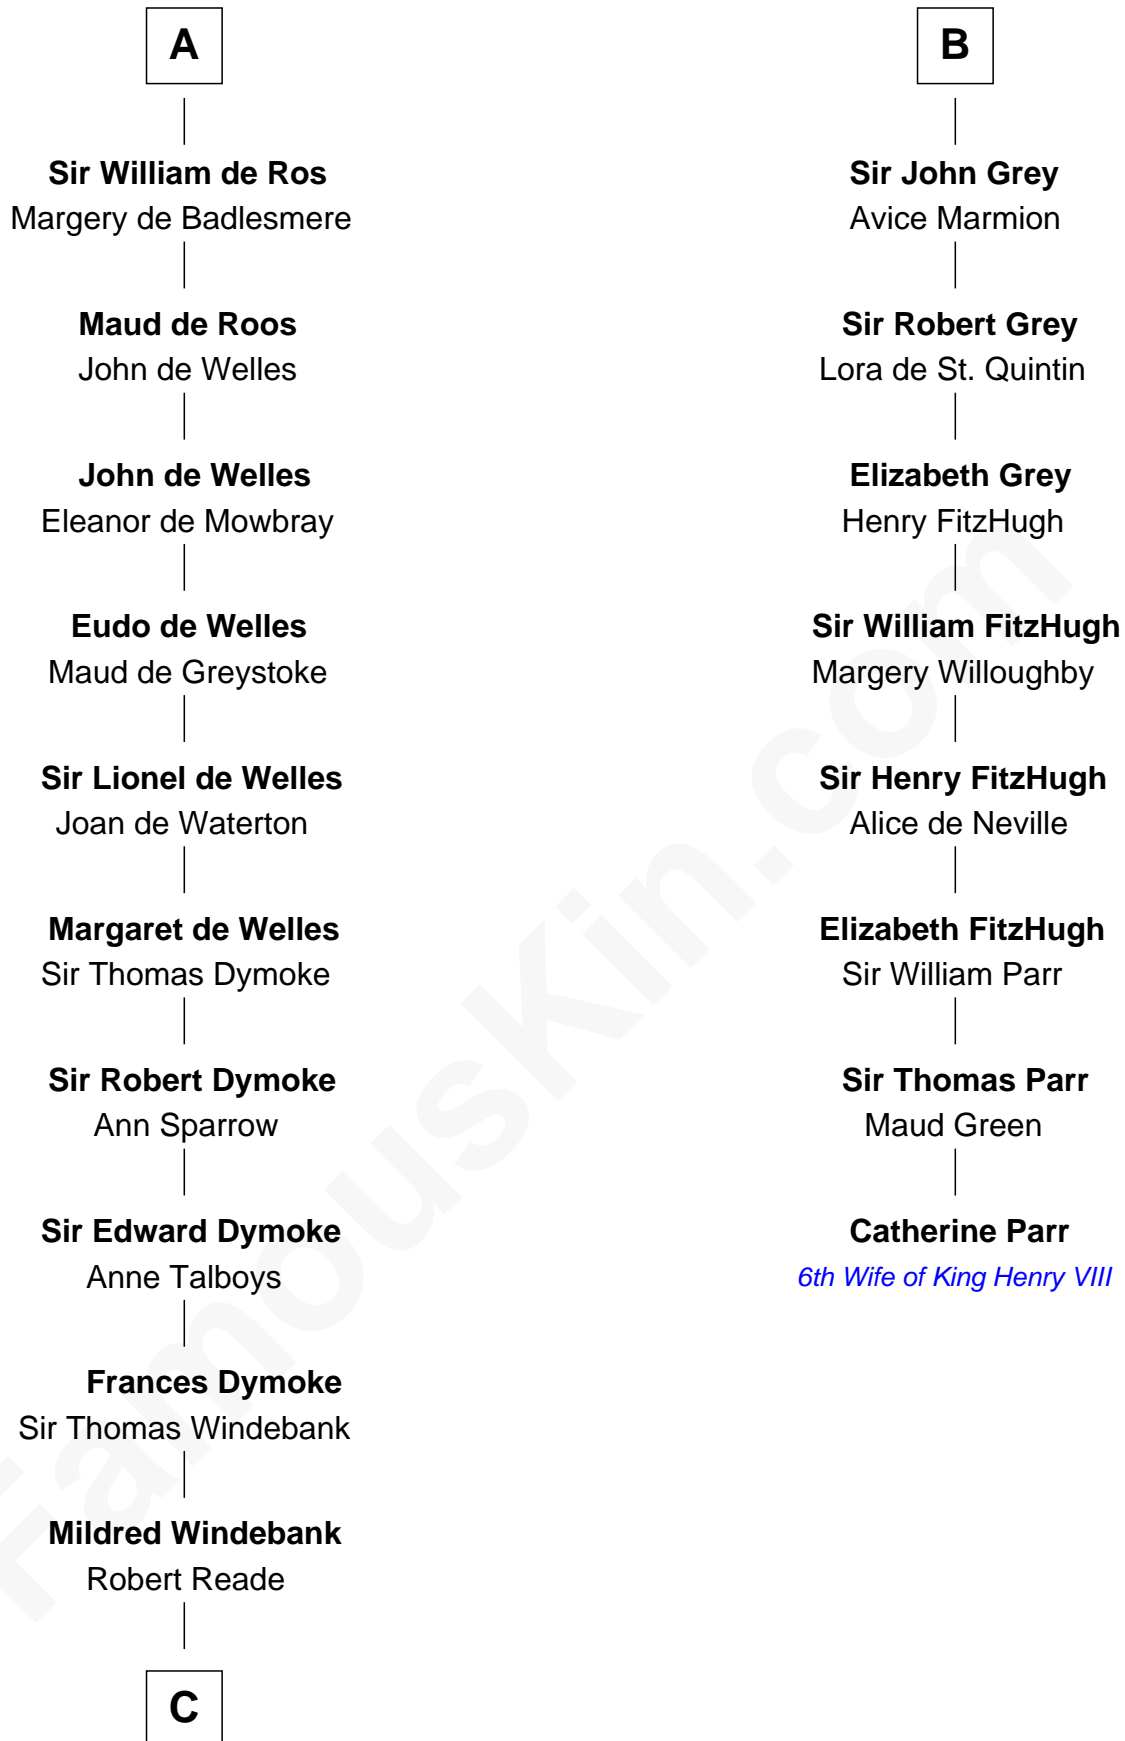 A
Sir William de Ros
Margery de Badlesmere
Maud de Roos
John de Welles
John de Welles
Eleanor de Mowbray
Eudo de Welles
Maud de Greystoke
Sir Lionel de Welles
Joan de Waterton
Margaret de Welles
Sir Thomas Dymoke
Sir Robert Dymoke
Ann Sparrow
Sir Edward Dymoke
Anne Talboys
Frances Dymoke
Sir Thomas Windebank
Mildred Windebank
Robert Reade
C
B
Sir John Grey
Avice Marmion
Sir Robert Grey
Lora de St. Quintin
Elizabeth Grey
Henry FitzHugh
Sir William FitzHugh
Margery Willoughby
Sir Henry FitzHugh
Alice de Neville
Elizabeth FitzHugh
Sir William Parr
Sir Thomas Parr
Maud Green
Catherine Parr
6th Wife of King Henry VIII
FamousKin.com